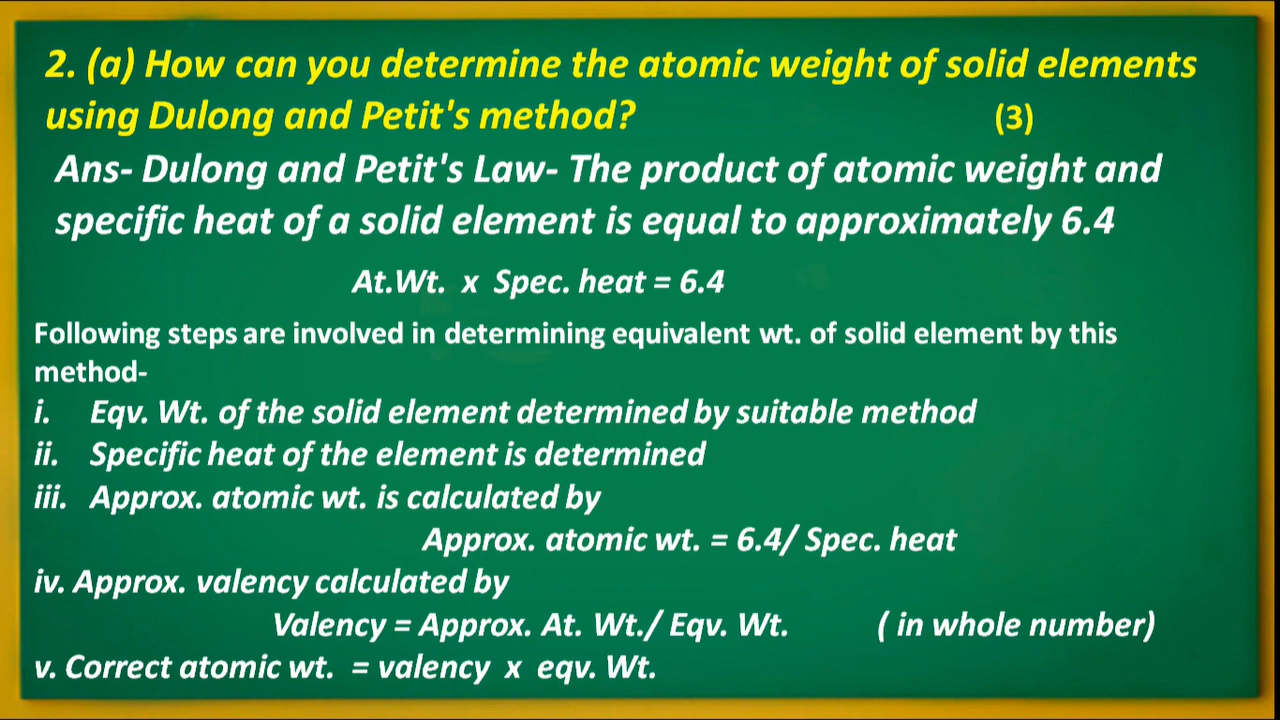 2. (a) How can you determine the atomic weight of solid elements
using Dulong and Petit's method? (3)
Ans- Dulong and Petit's Law- The product of atomic weight and
specific heat of a solid element is equal to approximately 6.4
At.Wt. x Spec. heat = 6.4
Following steps are involved in determining equivalent wt. of solid element by this
method-
i. Eqv. Wt. of the solid element determined by suitable method
ii. Specific heat of the element is determined
iii. Approx. atomic wt. is calculated by
Approx. atomic wt. = 6.4/ Spec. heat
iv. Approx. valency calculated by
Valency = Approx. At. Wt./ Eqv. Wt. ( in whole number)
v. Correct atomic wt. = valency x eqv. Wt.